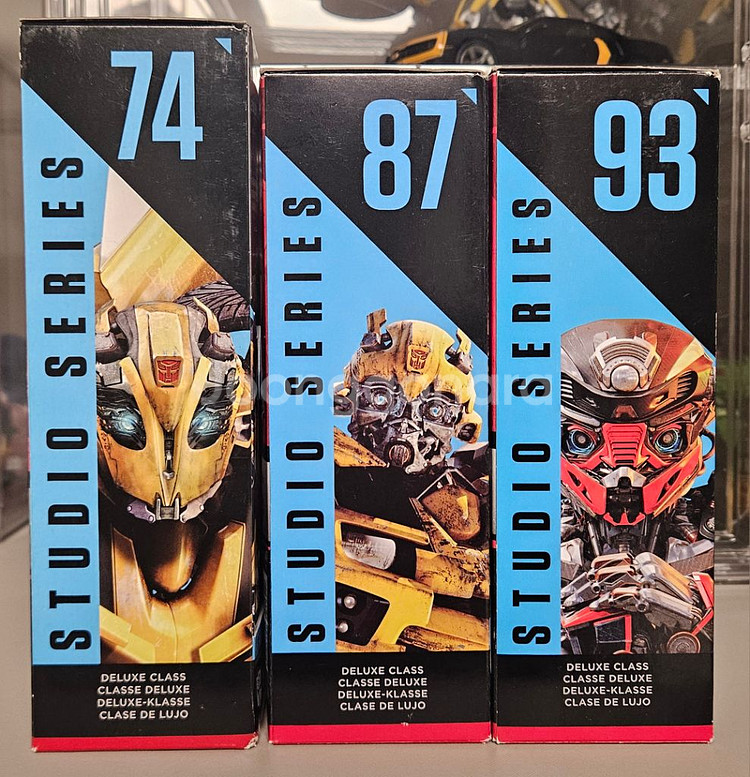 74
STUDIO SERIES
DELUXE CLASS
CLASSE DELUXE
DELUXE-KLASSE
CLASE DE LUJO
87
STUDIO SERIES
DELUXE CLASS
CLASSE DELUXE
DELUXE-KLASSE
CLASE DE LUJO
93
STUDIO SERIES
DELUXE CLASS
CLASSE DELUXE
DELUXE-KLASSE
CLASE DE LUJO